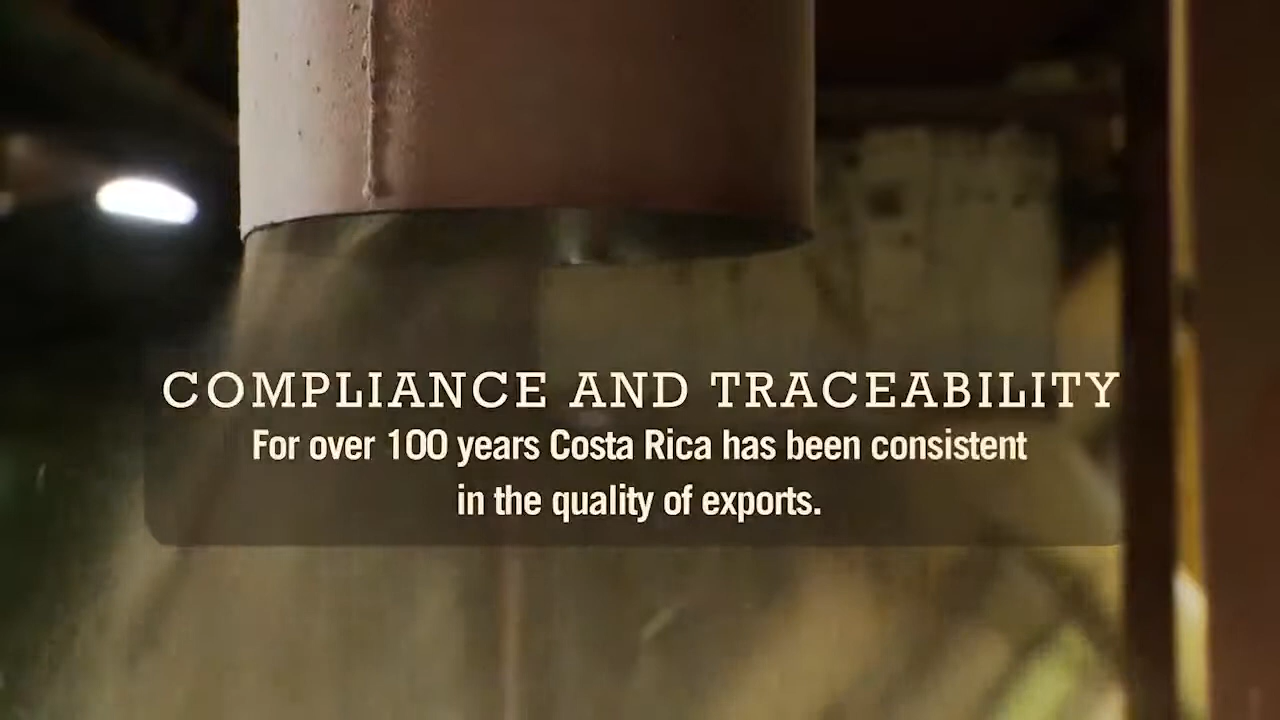 COMPLIANCE AND TRACEABILITY
For over 100 years Costa Rica has been consistent
in the quality of exports.